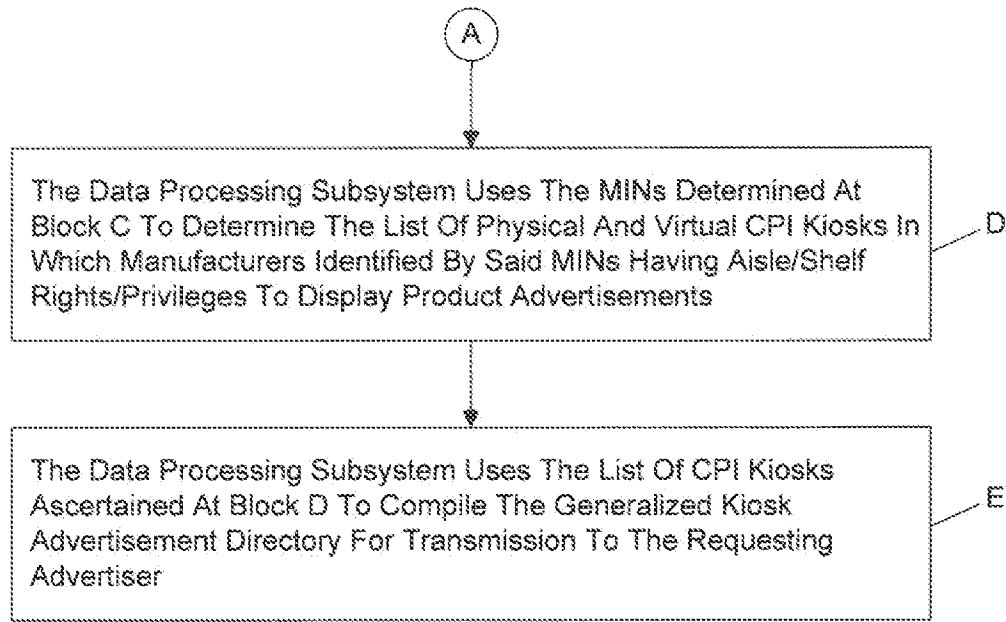 A
The Data Processing Subsystem Uses The MINs Determined At
Block C To Determine The List Of Physical And Virtual CPI Kiosks In
Which Manufacturers Identified By Said MINs Having Aisle/Shelf
Rights/Privileges To Display Product Advertisements
D
The Data Processing Subsystem Uses The List Of CPI Kiosks
Ascertained At Block D To Compile The Generalized Kiosk
Advertisement Directory For Transmission To The Requesting
Advertiser
E